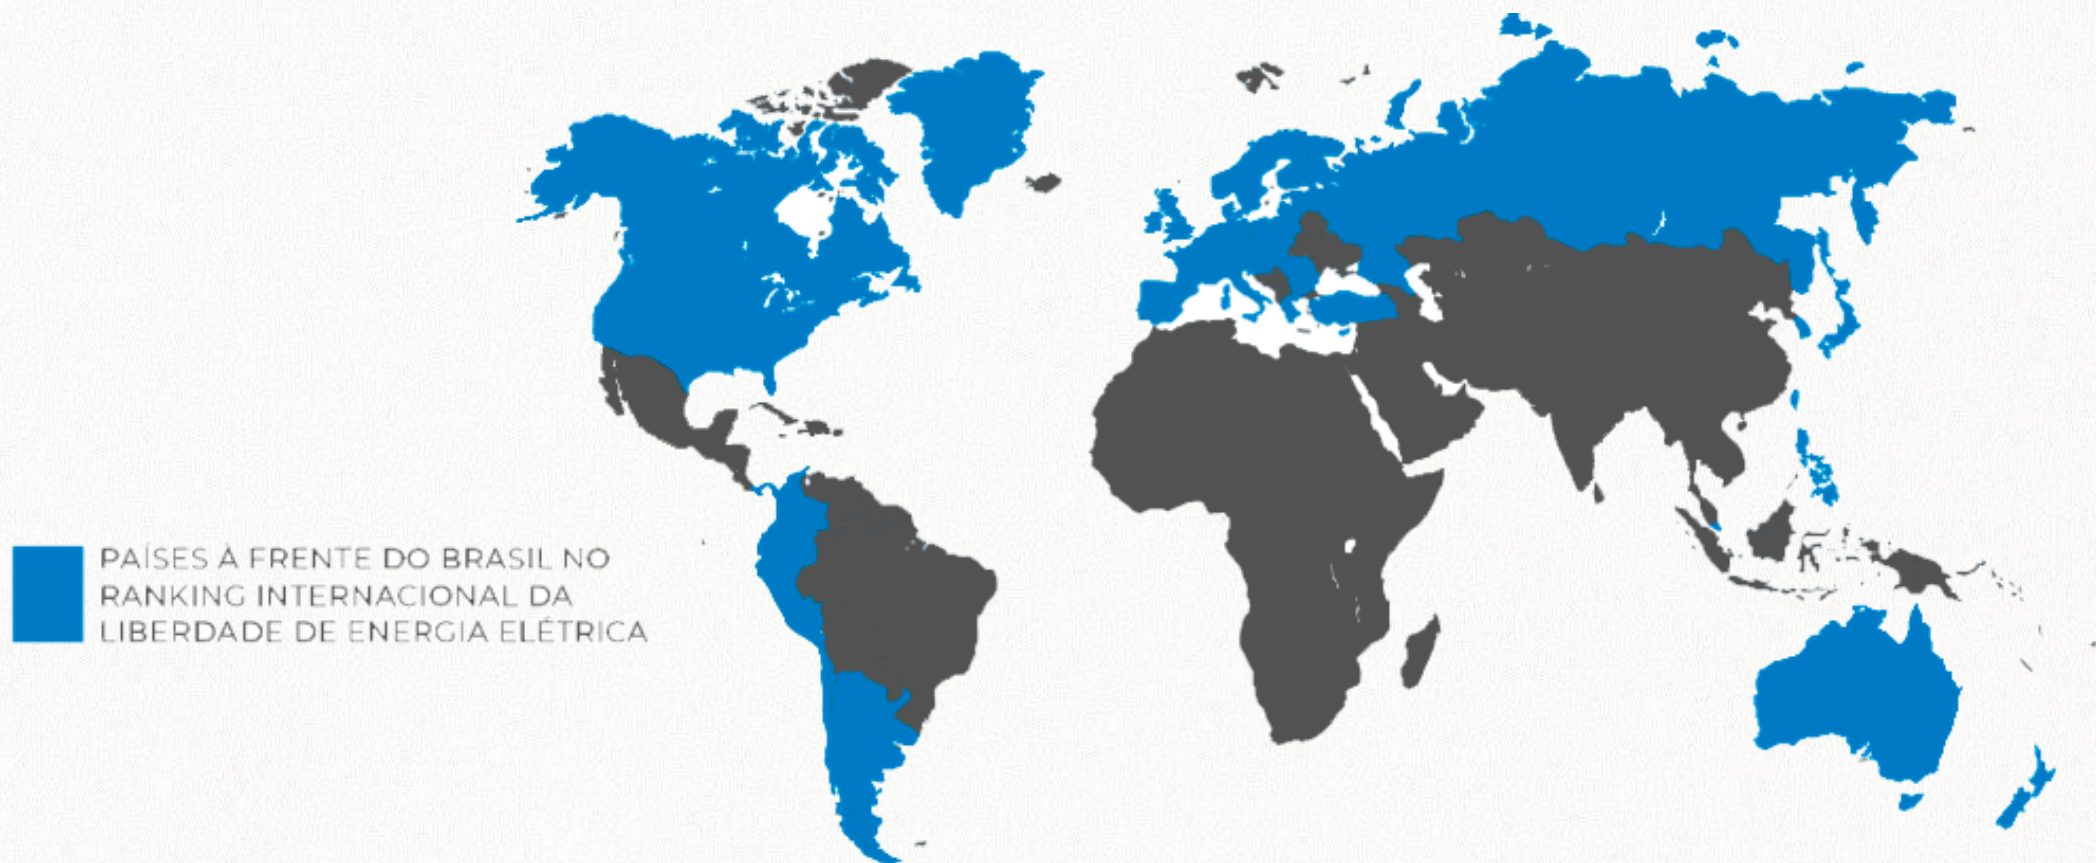 PAÍSES À FRENTE DO BRASIL NO
RANKING INTERNACIONAL DA
LIBERDADE DE ENERGIA ELÉTRICA